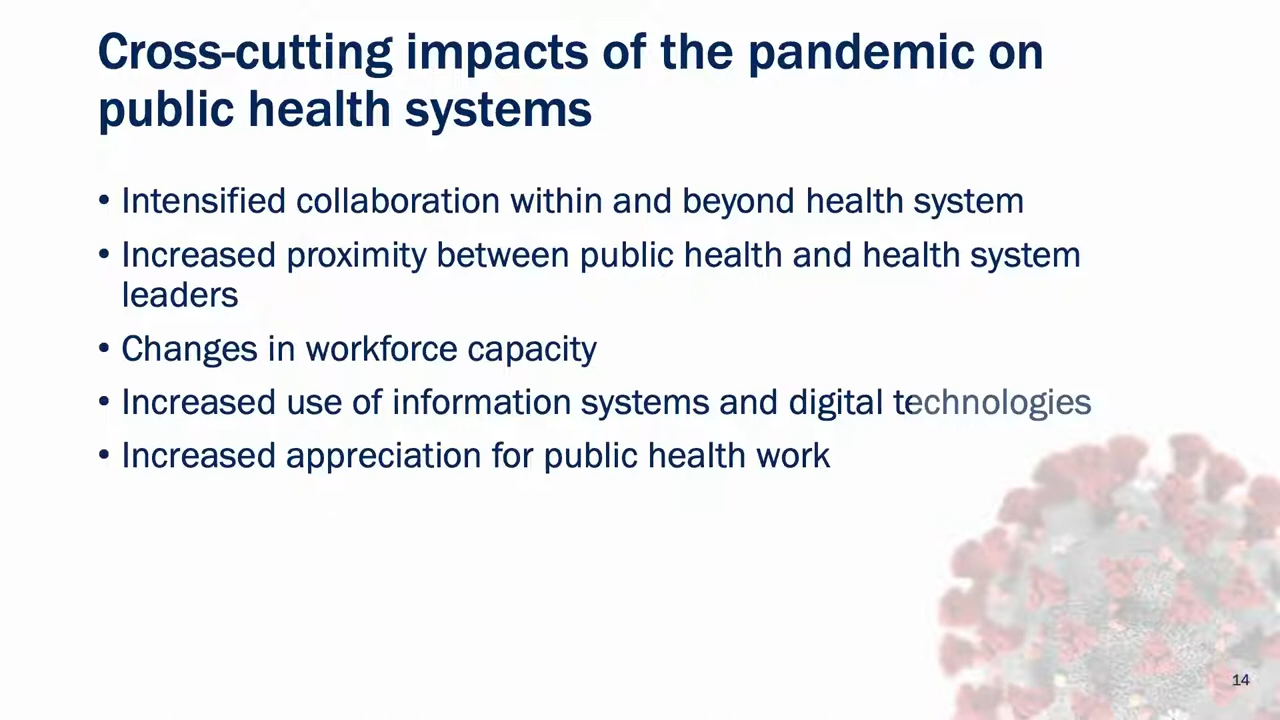 Cross-cutting impacts of the pandemic on
public health systems
• Intensified collaboration within and beyond health system
• Increased proximity between public health and health system
leaders
• Changes in workforce capacity
• Increased use of information systems and digital technologies
• Increased appreciation for public health work
14